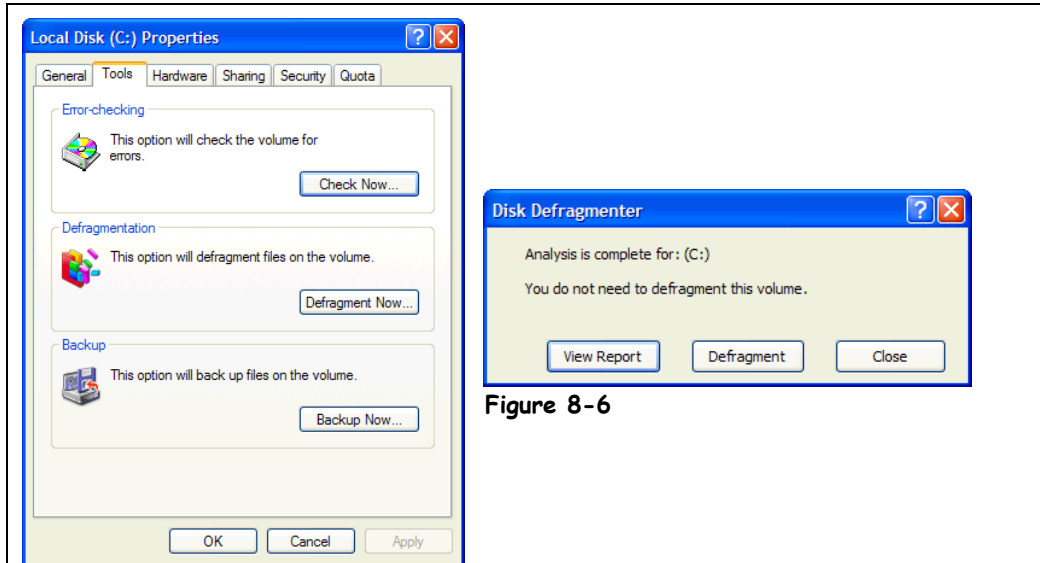 Local Disk (C:) Properties
General Tools Hardware Sharing Security Quota
Error-checking
This option will check the volume for
errors.
Check Now...
Defragmentation
This option will defragment files on the volume.
Defragment Now...
Backup
This option will back up files on the volume.
Backup Now...
OK Cancel Apply
Disk Defragmenter
Analysis is complete for: (C:)
You do not need to defragment this volume.
View Report Defragment Close
Figure 8-6